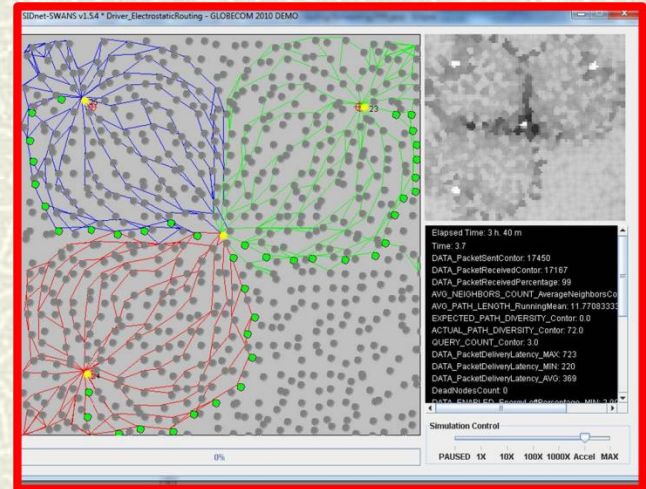 SIDnet-SWANS v1.5.4 * Driver_ElectrostaticRouting - GLOBECOM 2010 DEMO
23
Elapsed Time: 3 h. 40 m
Time: 3.7
DATA_PacketSentContor: 17450
DATA_PacketReceivedContor: 17167
DATA_PacketReceivedPercentage: 99
AVG_NEIGHBORS_COUNT_AverageNeighborsCo
AVG_PATH_LENGTH_RunningMean: 11.77083333
EXPECTED_PATH_DIVERSITY_Contor: 0.0
ACTUAL_PATH_DIVERSITY_Contor: 72.0
QUERY_COUNT_Contor: 3.0
DATA_PacketDeliveryLatency_MAX: 723
DATA_PacketDeliveryLatency_MIN: 220
DATA_PacketDeliveryLatency_AVG: 369
DeadNodesCount: 0
Simulation Control
PAUSED 1X 10X 100X 1000X Accel MAX
0%